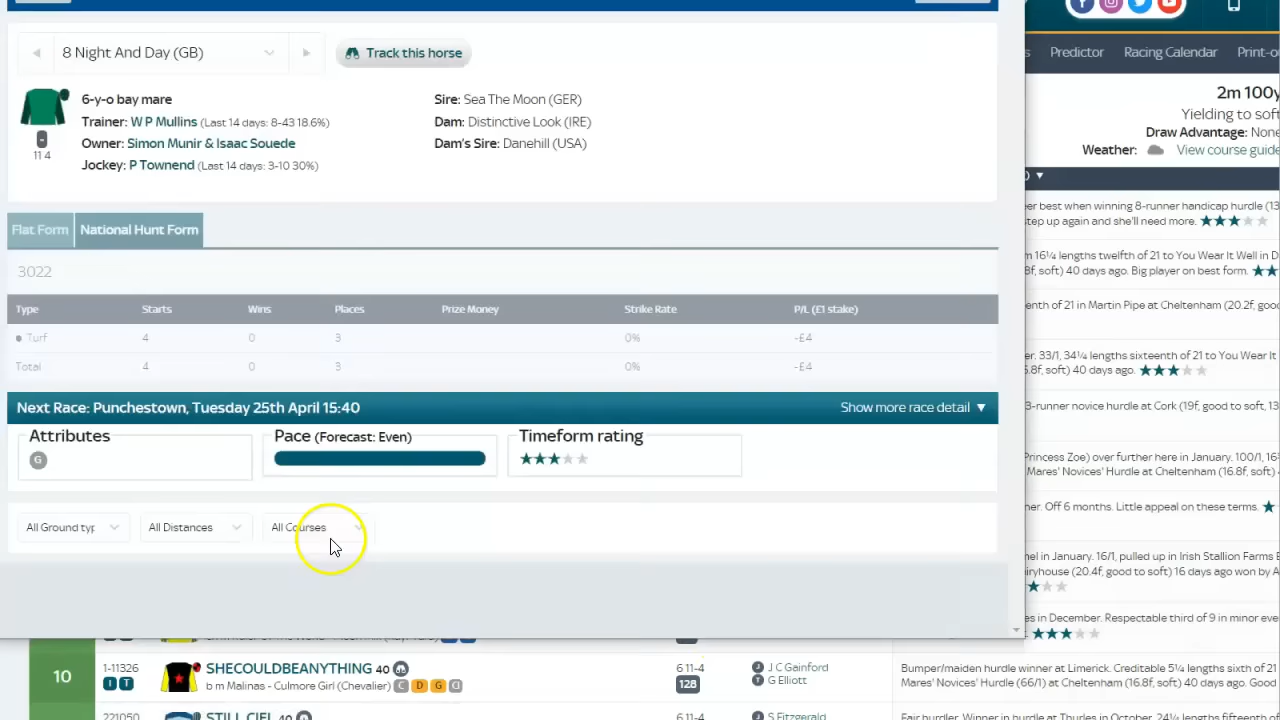 8 Night And Day (GB)
Track this horse
6-y-o bay mare
Trainer: W P Mullins (Last 14 days: 8-43 18.6%)
Owner: Simon Munir & Isaac Souede
Jockey: P Townend (Last 14 days: 3-10 30%)
11 4
Sire: Sea The Moon (GER)
Dam: Distinctive Look (IRE)
Dam's Sire: Danehill (USA)
Flat Form
National Hunt Form
3022
Type Starts Wins Places Prize Money Strike Rate P/L (£1 stake)
Turf 4 0 3 0% -£4
Total 4 0 3 0% -£4
Next Race: Punchestown, Tuesday 25th April 15:40
Show more race detail ▼
Attributes
G
Pace (Forecast: Even)
Timeform rating
All Ground typ
All Distances
All Courses
s Predictor Racing Calendar Print-o
2m 100y
Yielding to soft
Draw Advantage: None
Weather: View course guide
) ▼
er best when winning 8-runner handicap hurdle (13
step up again and she'll need more.
m 16¼ lengths twelfth of 21 to You Wear It Well in D
8f, soft) 40 days ago. Big player on best form.
enth of 21 in Martin Pipe at Cheltenham (20.2f, good
er. 33/1, 34¼ lengths sixteenth of 21 to You Wear It
5.8f, soft) 40 days ago.
3-runner novice hurdle at Cork (19f, good to soft, 13
Princess Zoe) over further here in January. 100/1, 16
Mares' Novices' Hurdle at Cheltenham (16.8f, soft) 4
ner. Off 6 months. Little appeal on these terms.
nel in January. 16/1, pulled up in Irish Stallion Farms E
iryhouse (20.4f, good to soft) 16 days ago won by A
es in December. Respectable third of 9 in minor eve
10
1-11326
I T
SHECOULDBEANYTHING 40
b m Malinas - Culmore Girl (Chevalier) C D G
6 11-4
128
J J C Gainford
T G Elliott
Bumper/maiden hurdle winner at Limerick. Creditable 5¼ lengths sixth of 21
Mares' Novices' Hurdle (66/1) at Cheltenham (16.8f, soft) 40 days ago. Good
221050
STILL CIEL 40
6 11-4
S Fitzgerald
Fair hurdler. Winner in hurdle at Thurles in October. 24¼ lengths fifteenth of